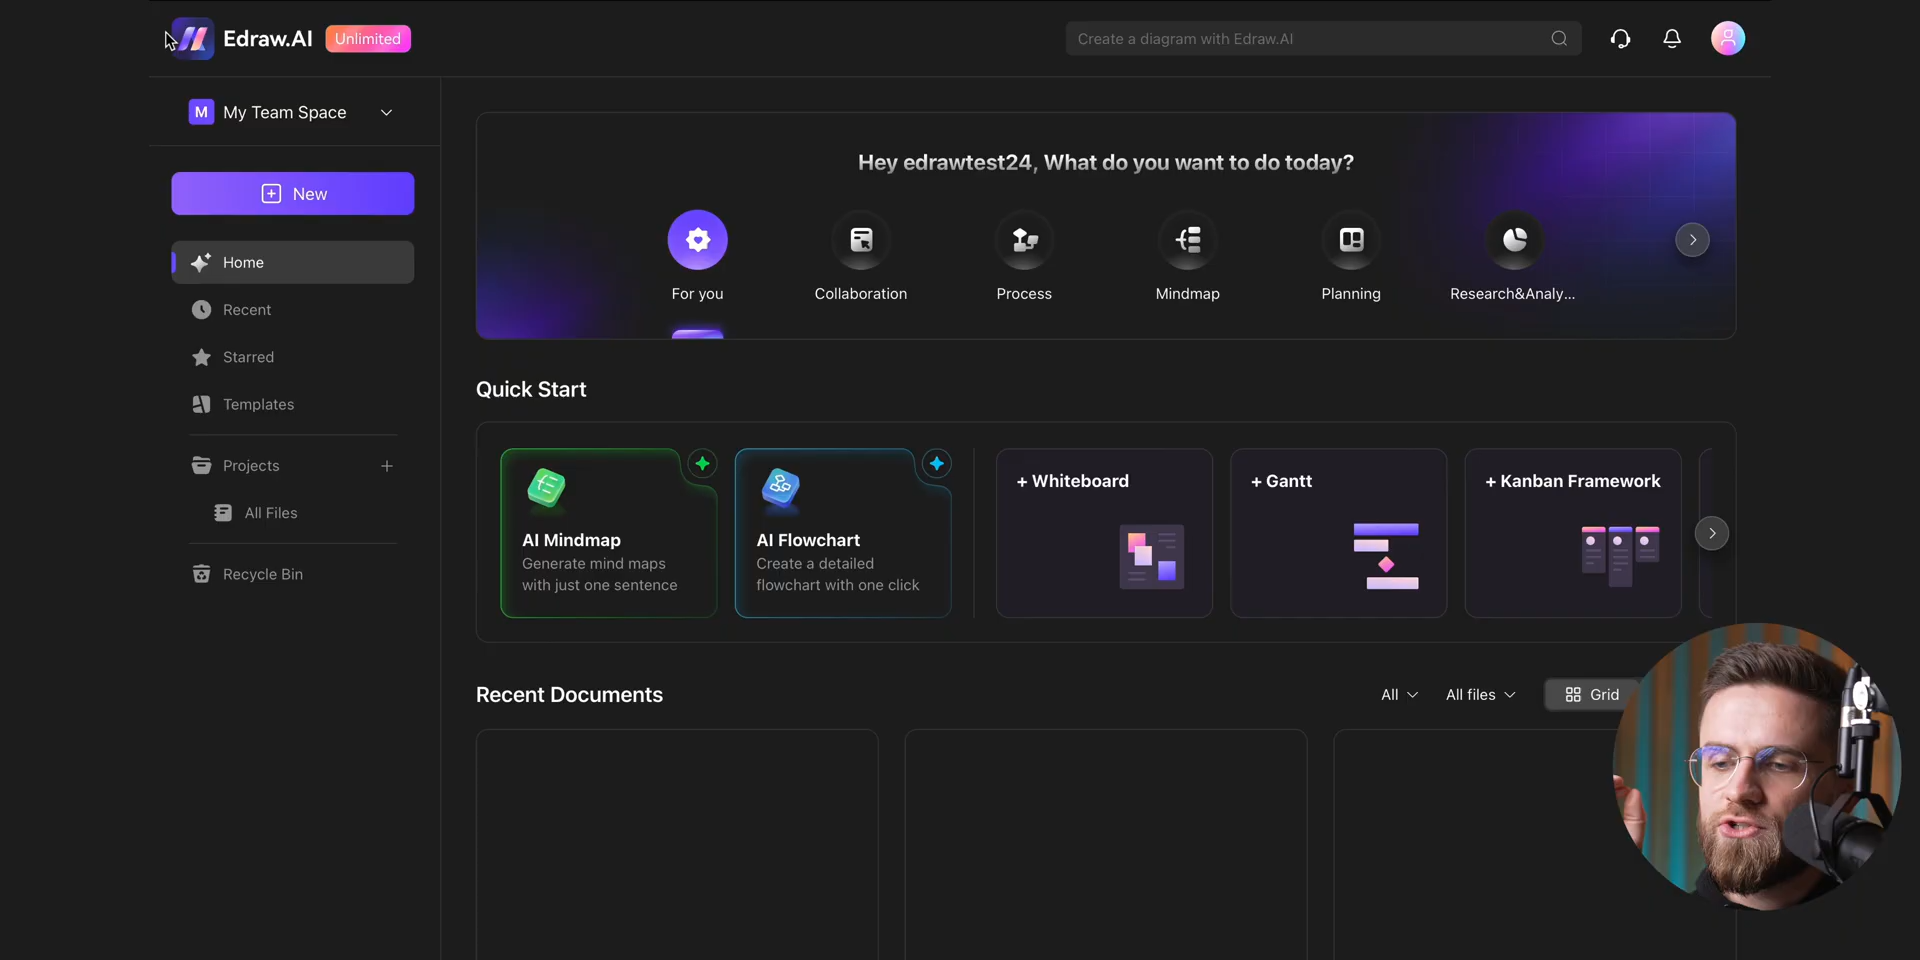 Edraw.AI Unlimited
Create a diagram with Edraw.AI
M My Team Space
New
Home
Recent
Starred
Templates
Projects
All Files
Recycle Bin
Hey edrawtest24, What do you want to do today?
For you
Collaboration
Process
Mindmap
Planning
Research&Analy...
Quick Start
AI Mindmap
Generate mind maps
with just one sentence
AI Flowchart
Create a detailed
flowchart with one click
+ Whiteboard
+ Gantt
+ Kanban Framework
Recent Documents
All
All files
Grid